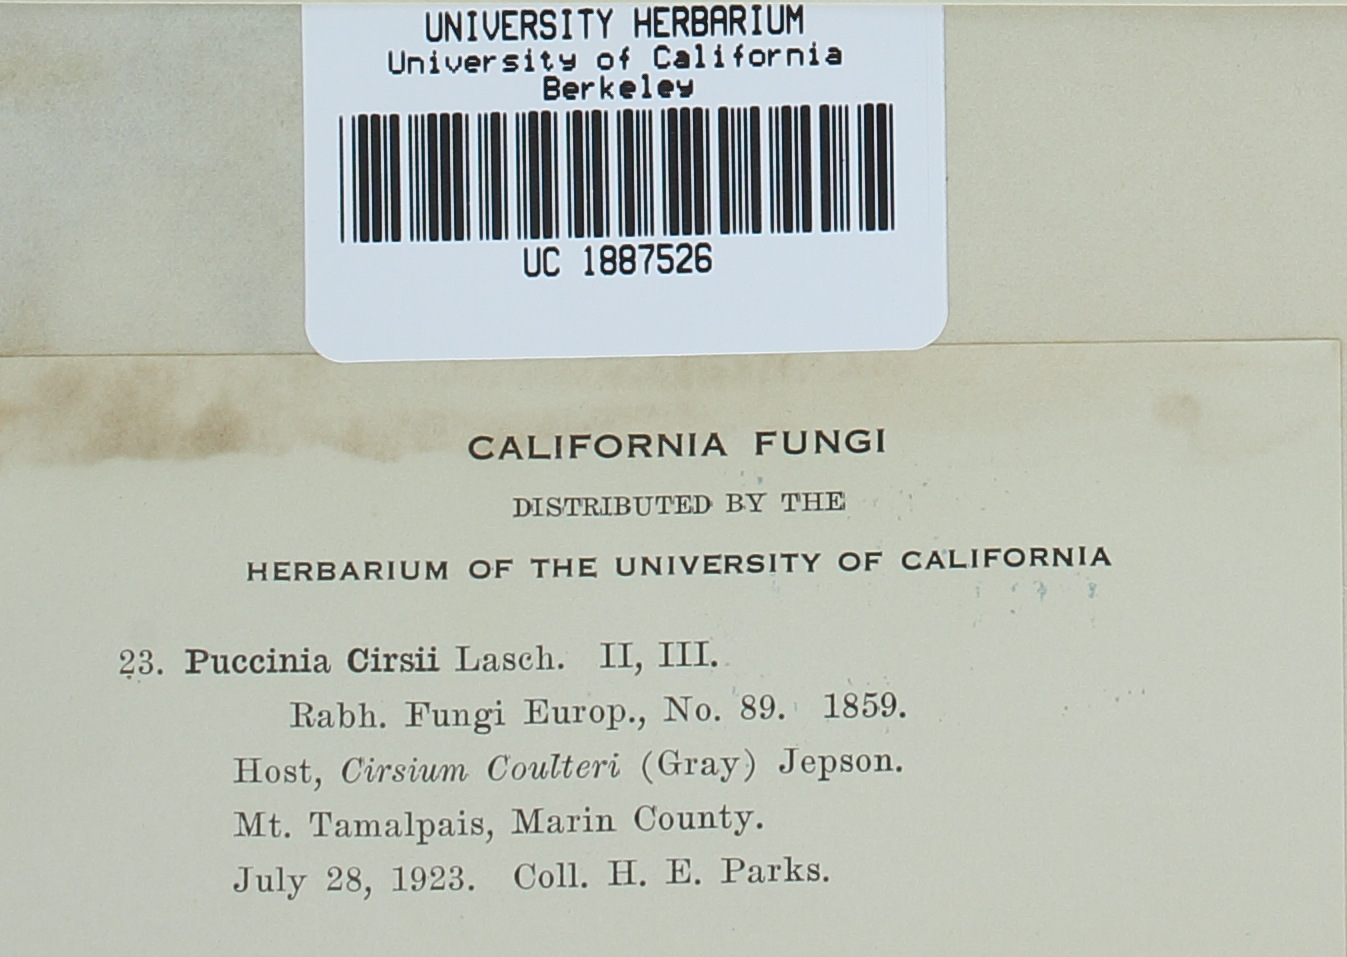 UNIVERSITY HERBARIUM
University of California
Berkeley
UC 1887526
CALIFORNIA FUNGI
DISTRIBUTED BY THE
HERBARIUM OF THE UNIVERSITY OF CALIFORNIA
23. Puccinia Cirsii Lasch. II, III.
Rabh. Fungi Europ., No. 89. 1859.
Host, Cirsium Coulteri (Gray) Jepson.
Mt. Tamalpais, Marin County.
July 28, 1923. Coll. H. E. Parks.